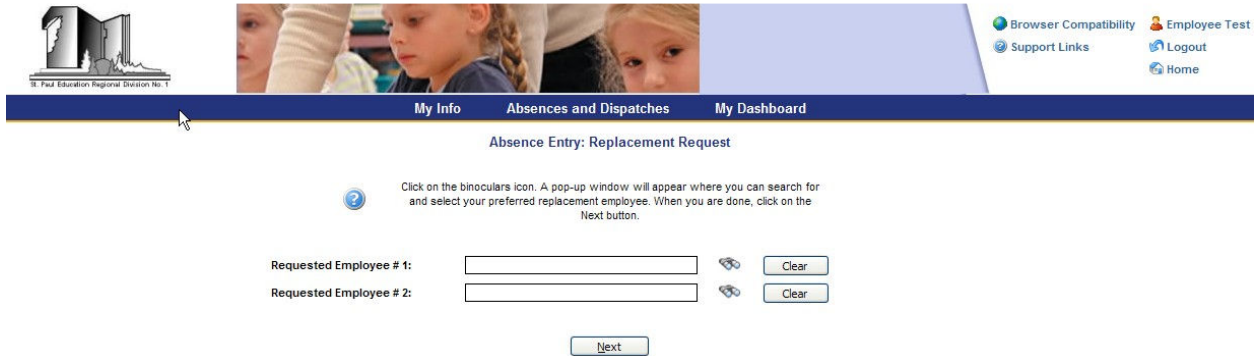 St. Paul Education Regional Division No. 1
Browser Compatibility
Employee Test
Support Links
Logout
Home
My Info Absences and Dispatches My Dashboard
Absence Entry: Replacement Request
Click on the binoculars icon. A pop-up window will appear where you can search for
and select your preferred replacement employee. When you are done, click on the
Next button.
Requested Employee # 1:
Clear
Requested Employee # 2:
Clear
Next